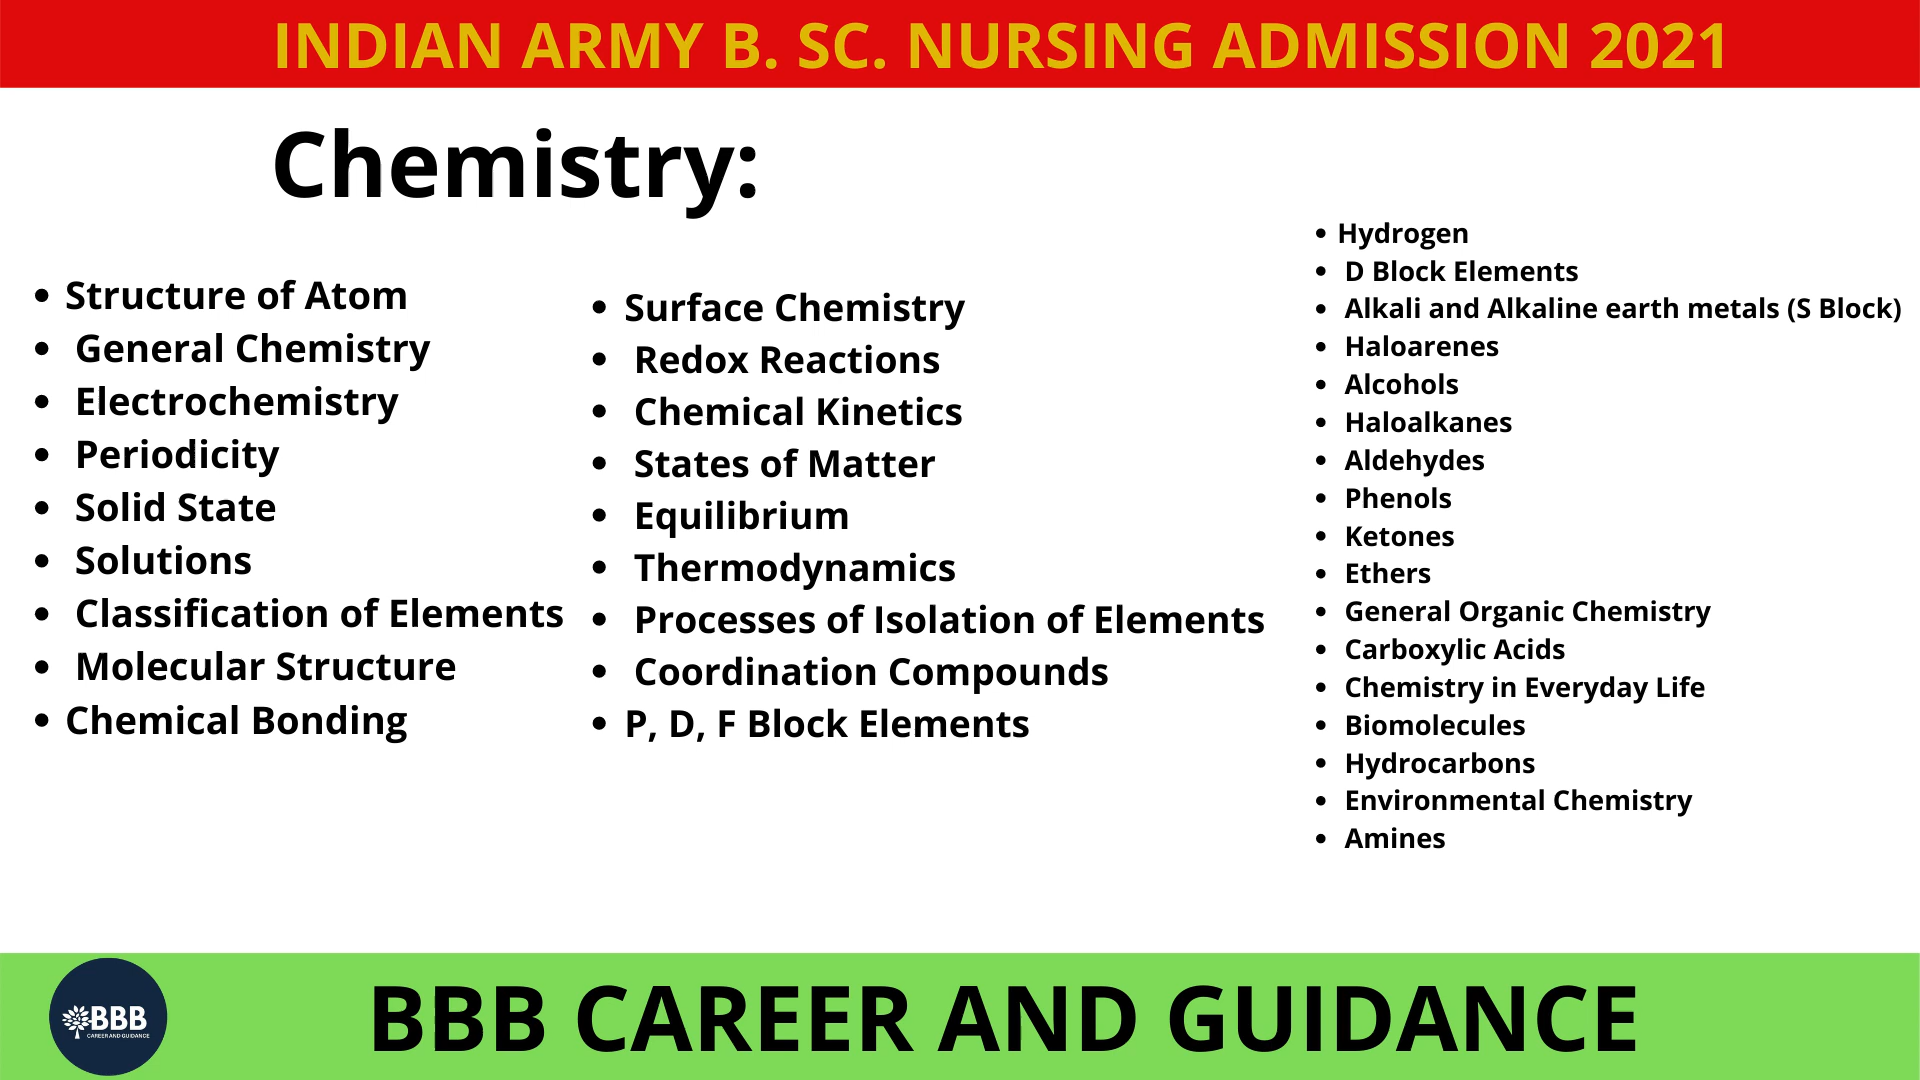 INDIAN ARMY B. SC. NURSING ADMISSION 2021
Chemistry:
• Structure of Atom
• General Chemistry
• Electrochemistry
• Periodicity
• Solid State
• Solutions
• Classification of Elements
• Molecular Structure
• Chemical Bonding
• Surface Chemistry
• Redox Reactions
• Chemical Kinetics
• States of Matter
• Equilibrium
• Thermodynamics
• Processes of Isolation of Elements
• Coordination Compounds
• P, D, F Block Elements
• Hydrogen
• D Block Elements
• Alkali and Alkaline earth metals (S Block)
• Haloarenes
• Alcohols
• Haloalkanes
• Aldehydes
• Phenols
• Ketones
• Ethers
• General Organic Chemistry
• Carboxylic Acids
• Chemistry in Everyday Life
• Biomolecules
• Hydrocarbons
• Environmental Chemistry
• Amines
BBB
CAREER AND GUIDANCE
BBB CAREER AND GUIDANCE